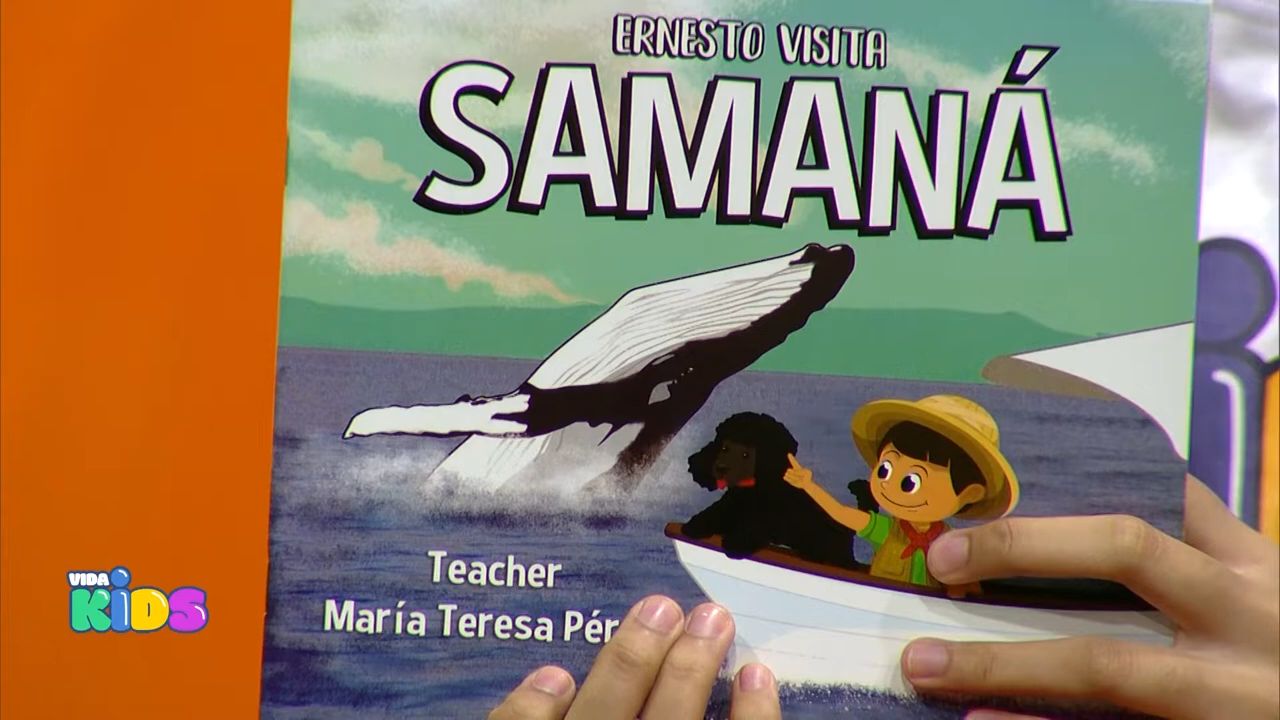 ERNESTO VISITA
SAMANÁ
Teacher
María Teresa Pér
VIDA
KiDS